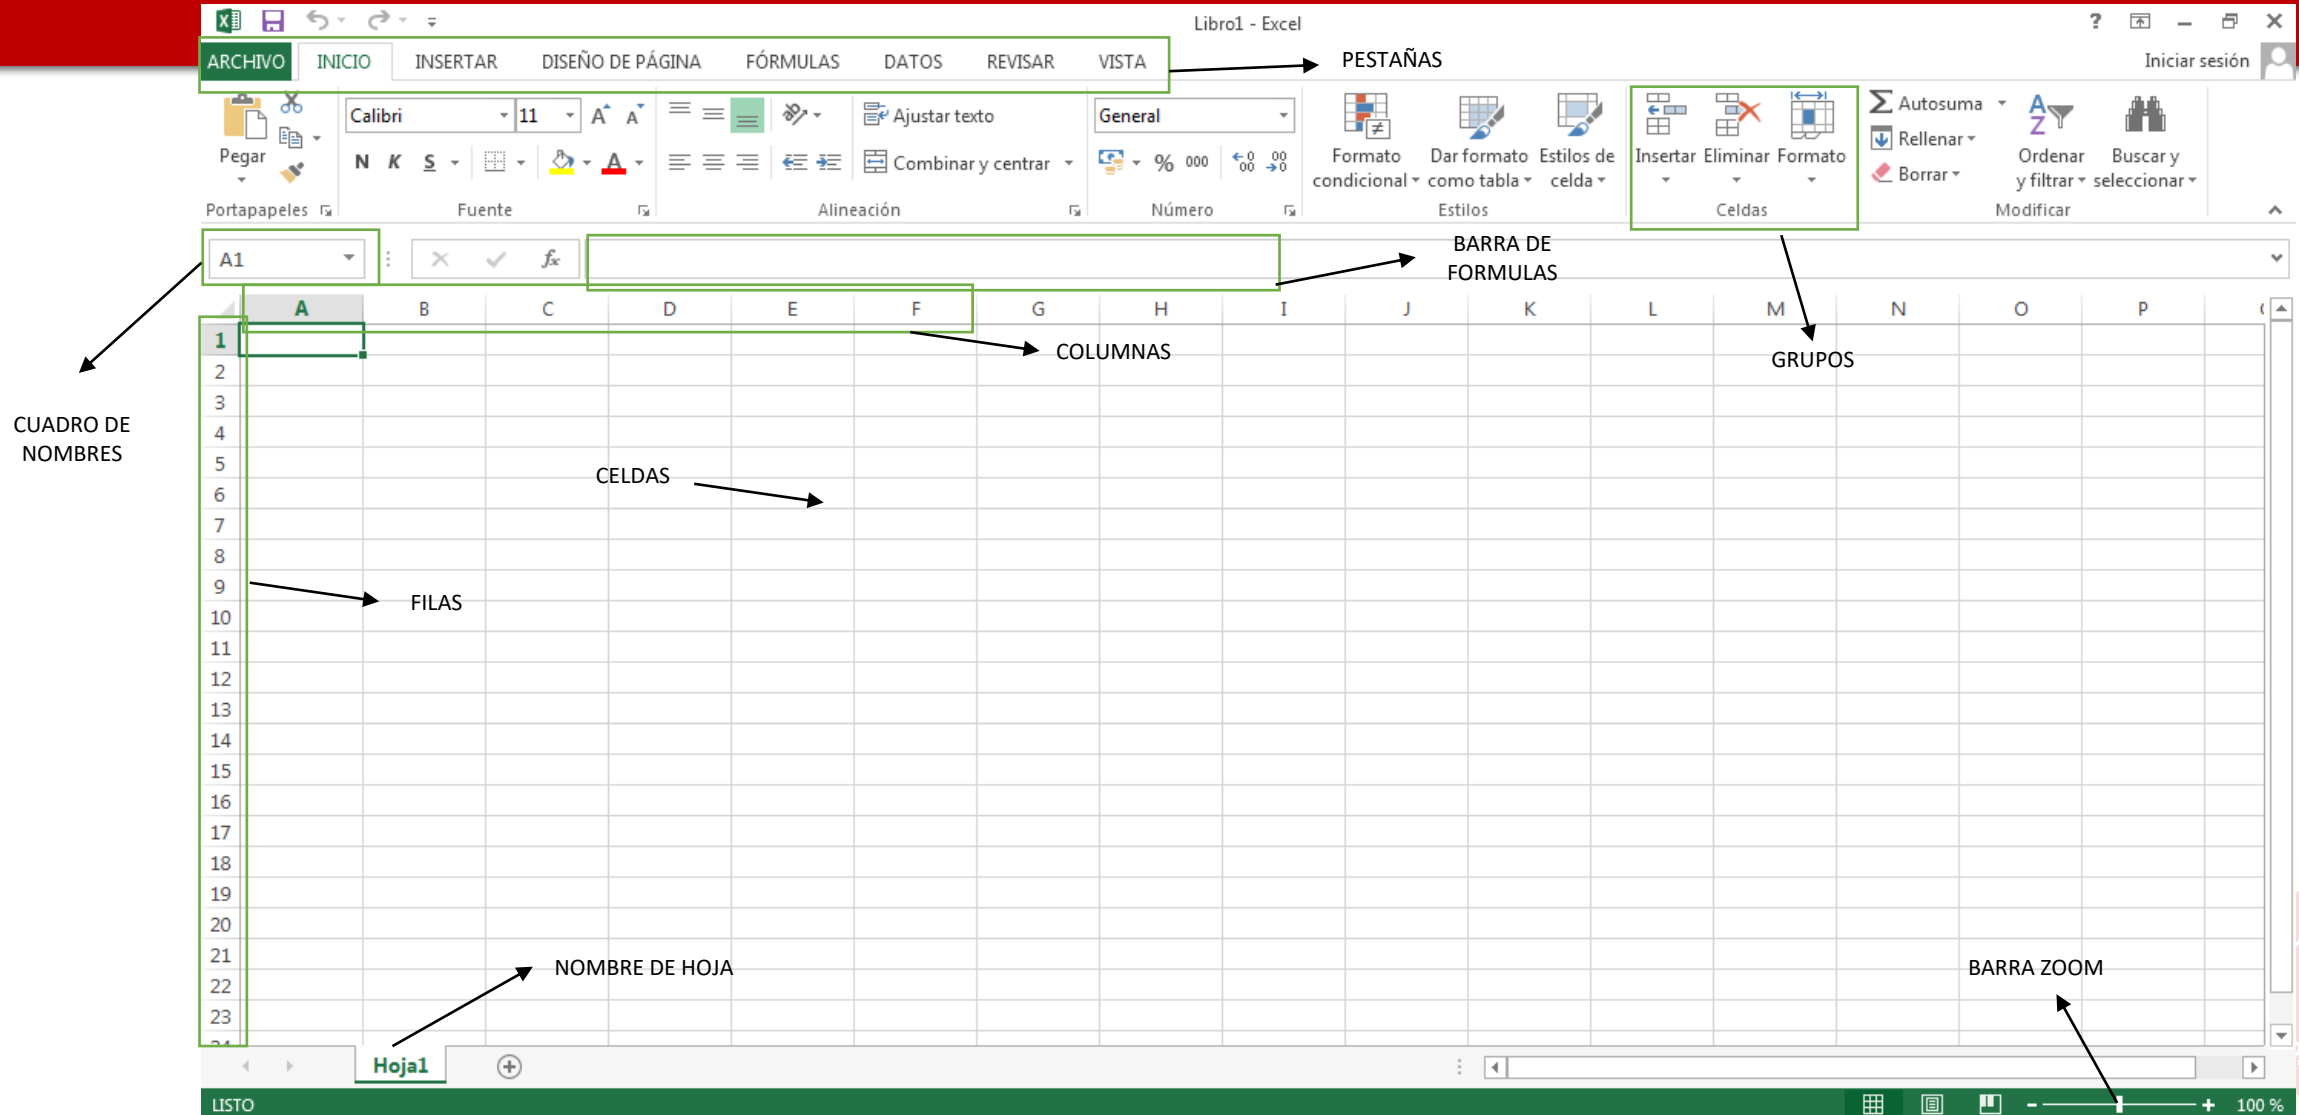 Libro1 - Excel
?
ARCHIVO INICIO INSERTAR DISEÑO DE PÁGINA FÓRMULAS DATOS REVISAR VISTA
PESTAÑAS
Iniciar sesión
Pegar
Portapapeles
Calibri 11 A A
N K S A
Fuente
Ajustar texto
Combinar y centrar
Alineación
General
% 000
Número
Formato condicional
Dar formato como tabla
Estilos de celda
Estilos
Insertar Eliminar Formato
Celdas
Autosuma
Rellenar
Borrar
Ordenar y filtrar
Buscar y seleccionar
Modificar
A1
fx
BARRA DE
FORMULAS
A B C D E F G H I J K L M N O P
COLUMNAS
GRUPOS
CUADRO DE
NOMBRES
CELDAS
FILAS
1
2
3
4
5
6
7
8
9
10
11
12
13
14
15
16
17
18
19
20
21
22
23
NOMBRE DE HOJA
BARRA ZOOM
Hoja1
LISTO
100 %